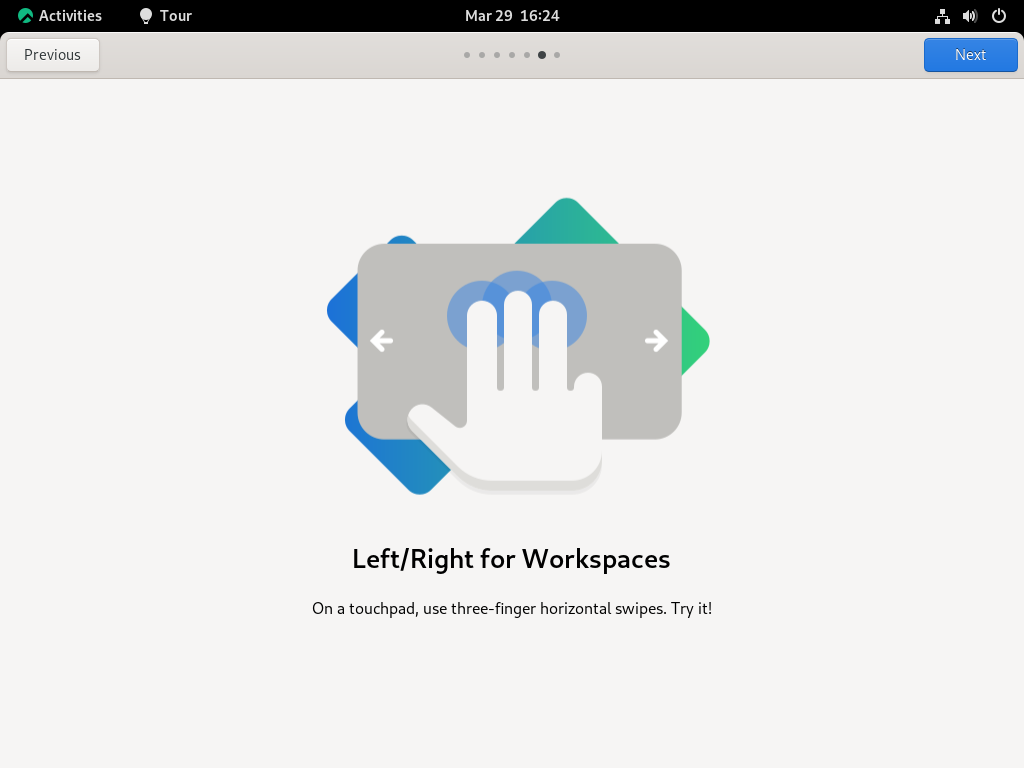 Activities
Tour
Mar 29 16:24
Previous
Next
Left/Right for Workspaces
On a touchpad, use three-finger horizontal swipes. Try it!